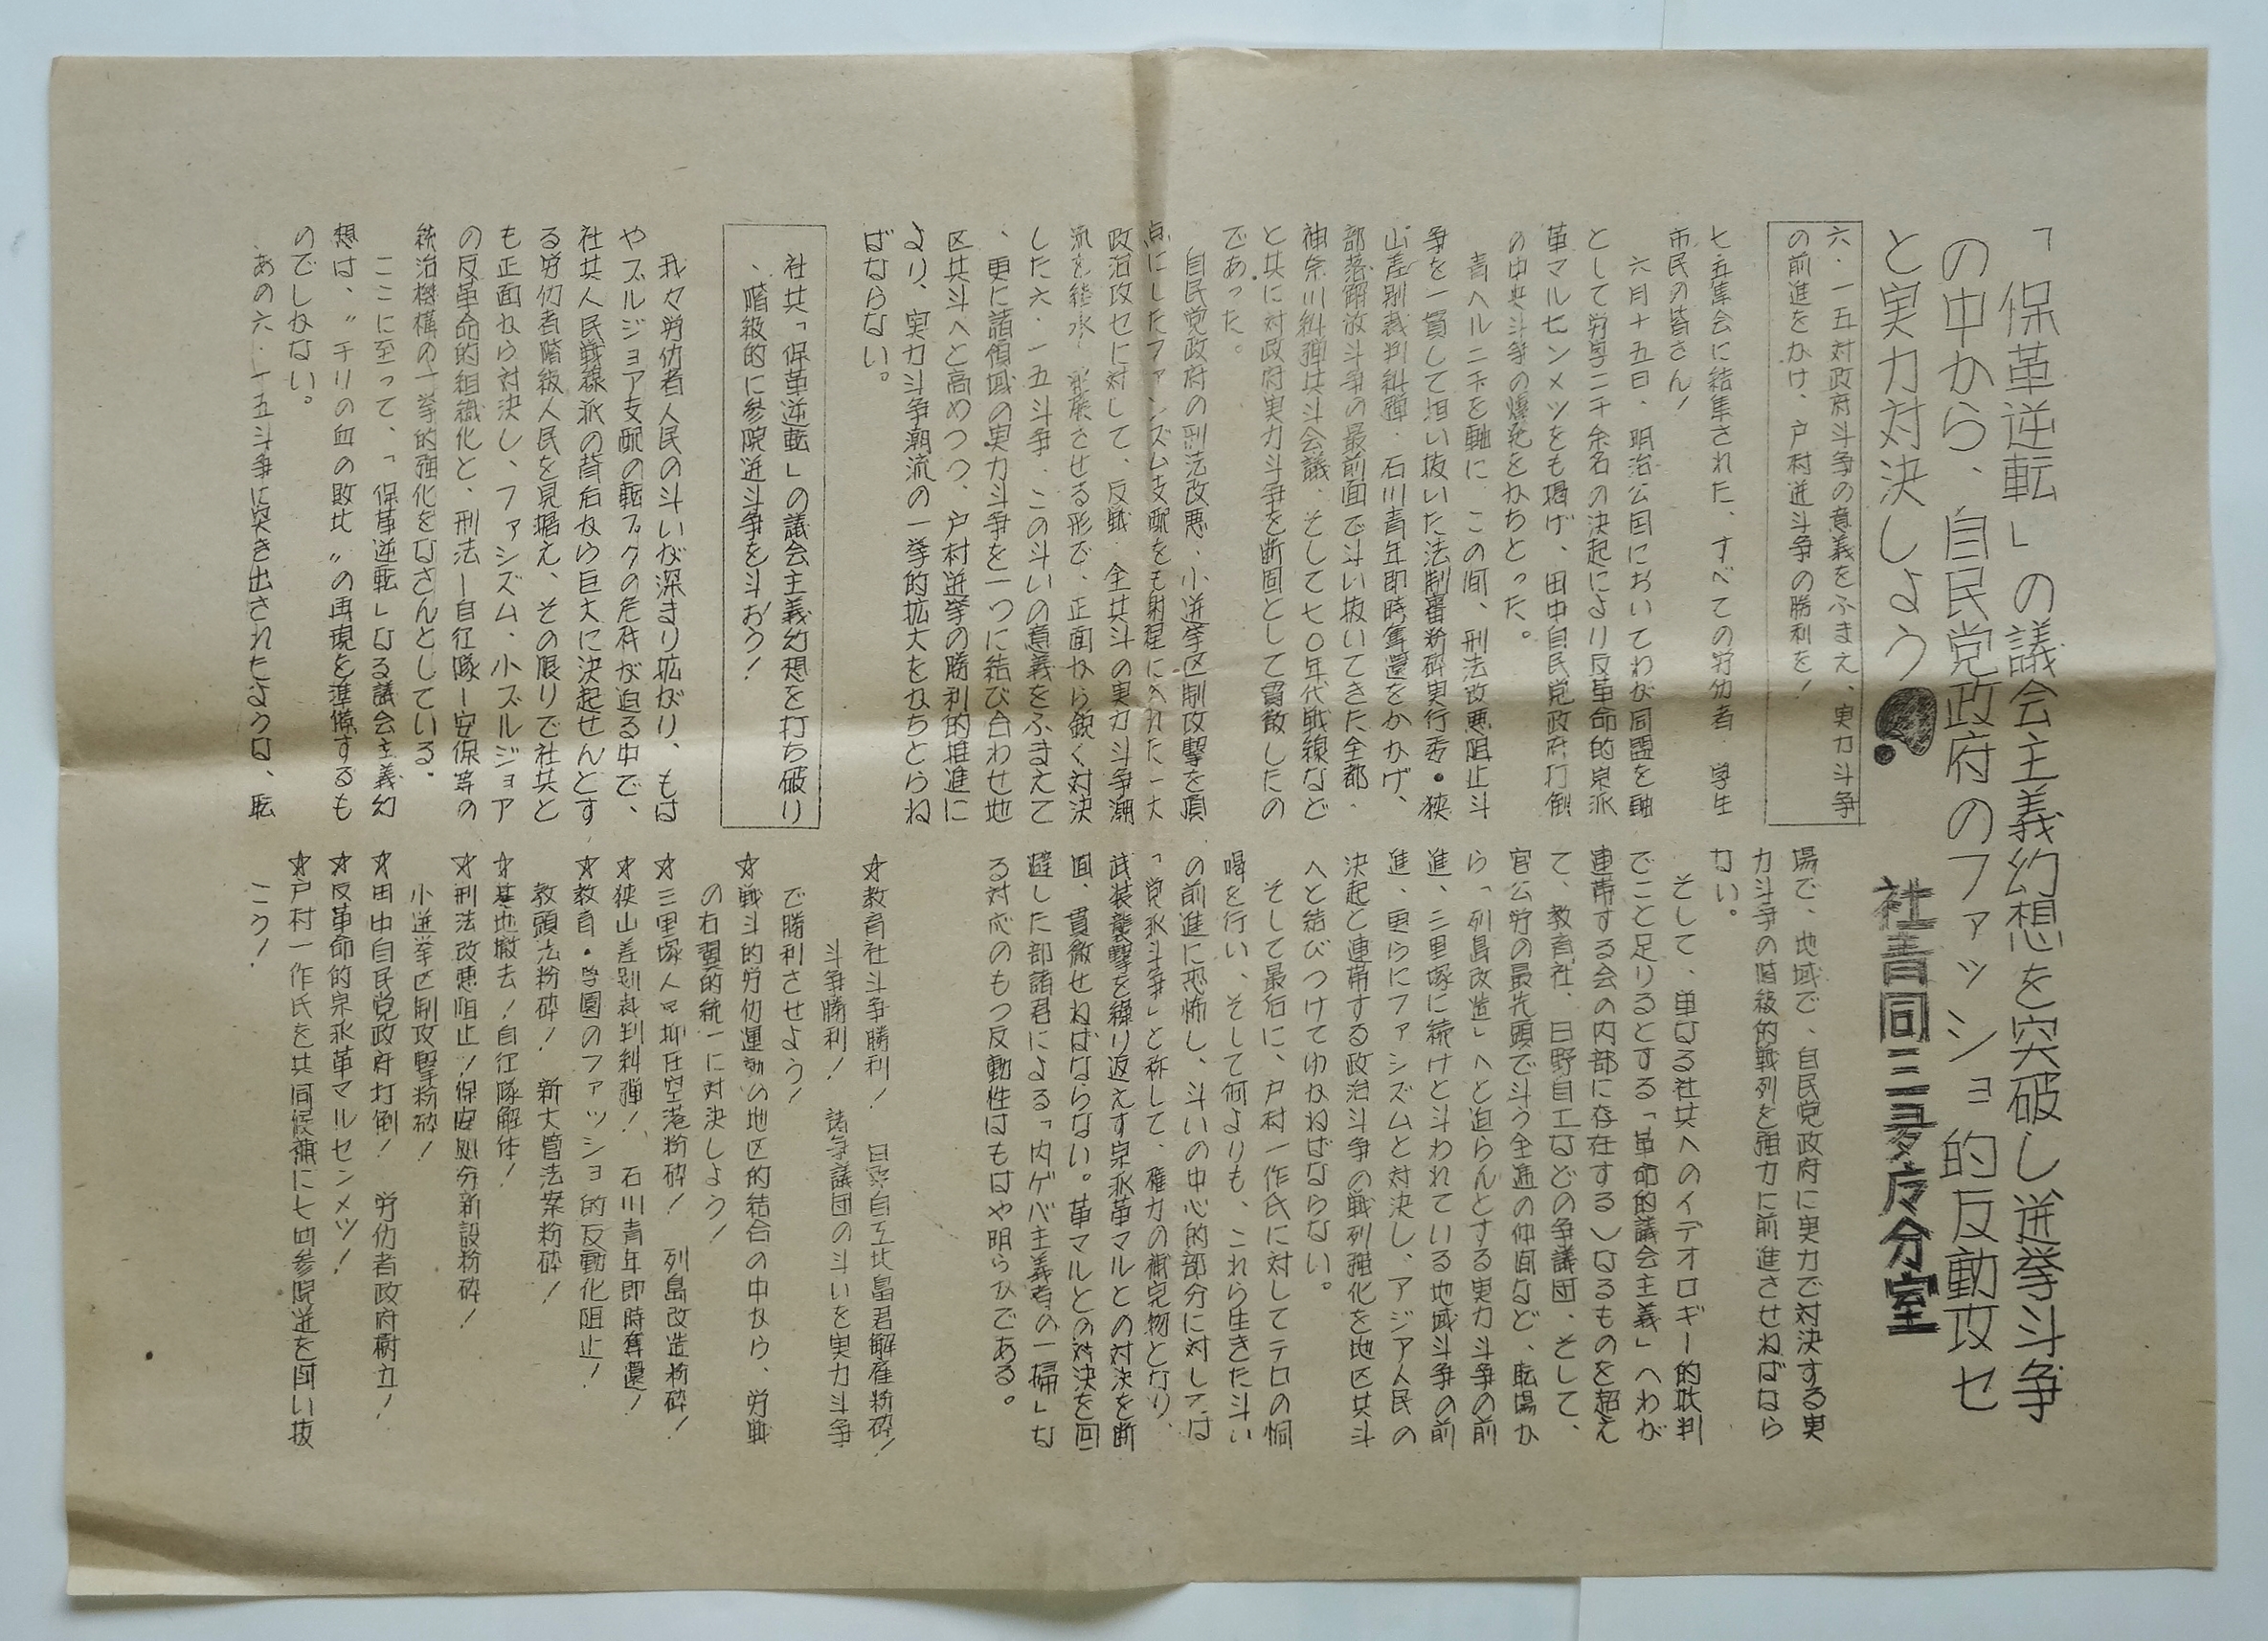 「保革逆転」の議会主義幻想を突破し選挙斗争
の中から、自民党政府のファッショ的反動攻セ
と実力対決しよう!
社青同三多摩分室
六・一五対政府斗争の意義をふまえ、実力斗争
の前進をかけ、戸村選斗争の勝利を!
七・五集会に結集された、すべての労仂者 学生
市民の皆さん!
六月十五日、明治公園においてわが同盟を軸
として労学二千余名の決起により反革命的宗派
革マルセンメツをも掲げ、田中自民党政府打倒
の中央斗争の爆発をかちとった。
青ヘル二千を軸に、この間、刑法改悪阻止斗
争を一貫して担い抜いた法制審粉砕実行委・狭
山差別裁判糾弾・石川青年即時奪還をかかげ、
部落解放斗争の最前面で斗い抜いてきた全都・
神奈川糾弾共斗会議、そして七〇年代戦線など
と共に対政府実力斗争を断固として貫徹したの
であった。
自民党政府の刑法改悪・小選挙区制攻撃を頂
点にしたファシズム支配をも射程に入れた一大
政治攻セに対して、反戦・全共斗の実力斗争潮
流を継承 発展させる形で、正面から鋭く対決
した六・一五斗争、この斗いの意義をふまえて
、更に諸領域の実力斗争を一つに結び合わせ地
区共斗へと高めつつ、戸村選挙の勝利的推進に
より、実力斗争潮流の一挙的拡大をかちとらね
ばならない。
社共「保革逆転」の議会主義幻想を打ち破り
、階級的に参院選斗争を斗おう!
我々労仂者人民の斗いが深まり拡がり、もは
やブルジョア支配の転プクの危科が迫る中で、
社共人民戦線派の背后から巨大に決起せんとす
る労仂者階級人民を見据え、その限りで社共と
も正面から対決し、ファシズム、小ブルジョア
の反革命的組織化と、刑法ー自衽隊ー安保等の
統治機構の一挙的強化をなさんとしている。
ここに至って、「保革逆転」なる議会主義幻
想は、〃チリの血の敗北〃の再現を準備するも
のでしかない。
あの六・一五斗争に突き出されたような、転
場で、地域で、自民党政府に実力で対決する実
力斗争の階級的戦列を強力に前進させねばなら
ない。
そして、単なる社共へのイデオロギー的批判
でこと足りるとする「革命的議会主義」へわが
連帯する会の内部に存在する)なるものを超え
て、教育社、日野自工などの争議団、そして、
官公労の最先頭で斗う全逓の仲間など、転場か
ら「列島改造」へと迫らんとする実力斗争の前
進、三里塚に続けと斗われている地域斗争の前
進、更らにファシズムと対決し、アジア人民の
決起と連帯する政治斗争の戦列強化を地区共斗
へと結びつけてゆかねばならない。
そして最后に、戸村一作氏に対してテロの恫
喝を行い、そして何よりも、これら生きた斗い
の前進に恐怖し、斗いの中心的部分に対しては
「党派斗争」と称して、権力の補完物となり、
武装襲撃を繰り返えす宗派革マルとの対決を断
固、貫徹せねばならない。革マルとの対決を回
避した部諸君による「内ゲバ主義者の一掃」な
る対応のもつ反動性はもはや明らかである。
☆教育社斗争勝利! 日野自工北畠君解雇粉砕!
斗争勝利! 諸争議団の斗いを実力斗争
で勝利させよう!
☆戦斗的労仂運動の地区的結合の中から、労戦
の右翼的統一に対決しよう!
☆三里塚人民抑圧空港粉砕! 列島改造粉砕!
☆狭山差別裁判糾弾! 石川青年即時奪還!
☆教育・学園のファッショ的反動化阻止!
教頭法粉砕! 新大管法案粉砕!
☆基地撤去!自衽隊解体!
☆刑法改悪阻止!保安処分新設粉砕!
小選挙区制攻撃粉砕!
☆田中自民党政府打倒! 労仂者政府樹立!
☆反革命的宗派革マルセンメツ!
☆戸村一作氏を共同候補に七四参院選を闘い抜
こう!